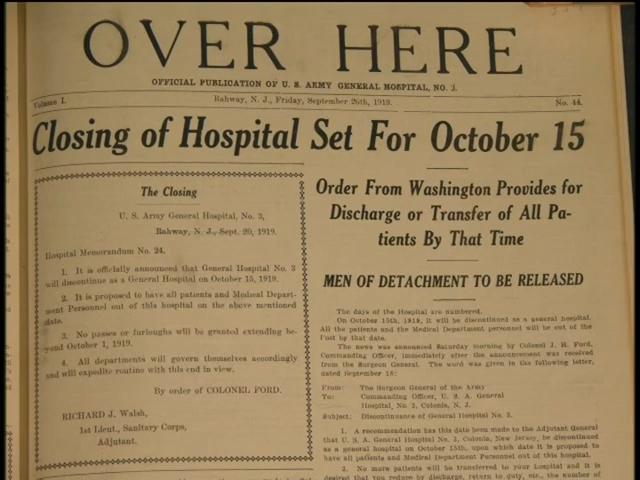 OVER HERE
OFFICIAL PUBLICATION OF U. S. ARMY GENERAL HOSPITAL, NO. 3.
Volume I.
Rahway, N. J., Friday, September 26th, 1919.
No. 44.
Closing of Hospital Set For October 15
The Closing
U. S. Army General Hospital, No. 3,
Rahway, N. J., Sept. 20, 1919.
Hospital Memorandum No. 24.
1. It is officially announced that General Hospital No. 3
will discontinue as a General Hospital on October 15, 1919.
2. It is proposed to have all patients and Medical Depart-
ment Personnel out of this hospital on the above mentioned
date.
3. No passes or furloughs will be granted extending be-
yond October 1, 1919.
4. All departments will govern themselves accordingly
and will expedite routine with this end in view.
By order of COLONEL FORD.
RICHARD J. Walsh,
1st Lieut., Sanitary Corps,
Adjutant.
Order From Washington Provides for
Discharge or Transfer of All Pa-
tients By That Time
MEN OF DETACHMENT TO BE RELEASED
The days of the Hospital are numbered.
On October 15th, 1919, it will be discontinued as a general hospital.
All the patients and the Medical Department personnel will be out of the
Post by that date.
The news was announced Saturday morning by Colonel J. H. Ford,
Commanding Officer, immediately after the announcement was received
from the Surgeon General. The word was given in the following letter,
dated September 18:
From: The Surgeon General of the Army
To: Commanding Officer, U. S. A. General
Hospital, No. 3, Colonia, N. J.
Subject: Discontinuance of General Hospital No. 3.
1. A recommendation has this date been made to the Adjutant General
that U. S. A. General Hospital No. 3, Colonia, New Jersey, be discontinued
as a general hospital on October 15th, upon which date it is proposed to
have all patients and Medical Department Personnel out of this hospital.
2. No more patients will be transferred to your Hospital and it is
desired that you reduce by discharge, return to duty, etc., the number of